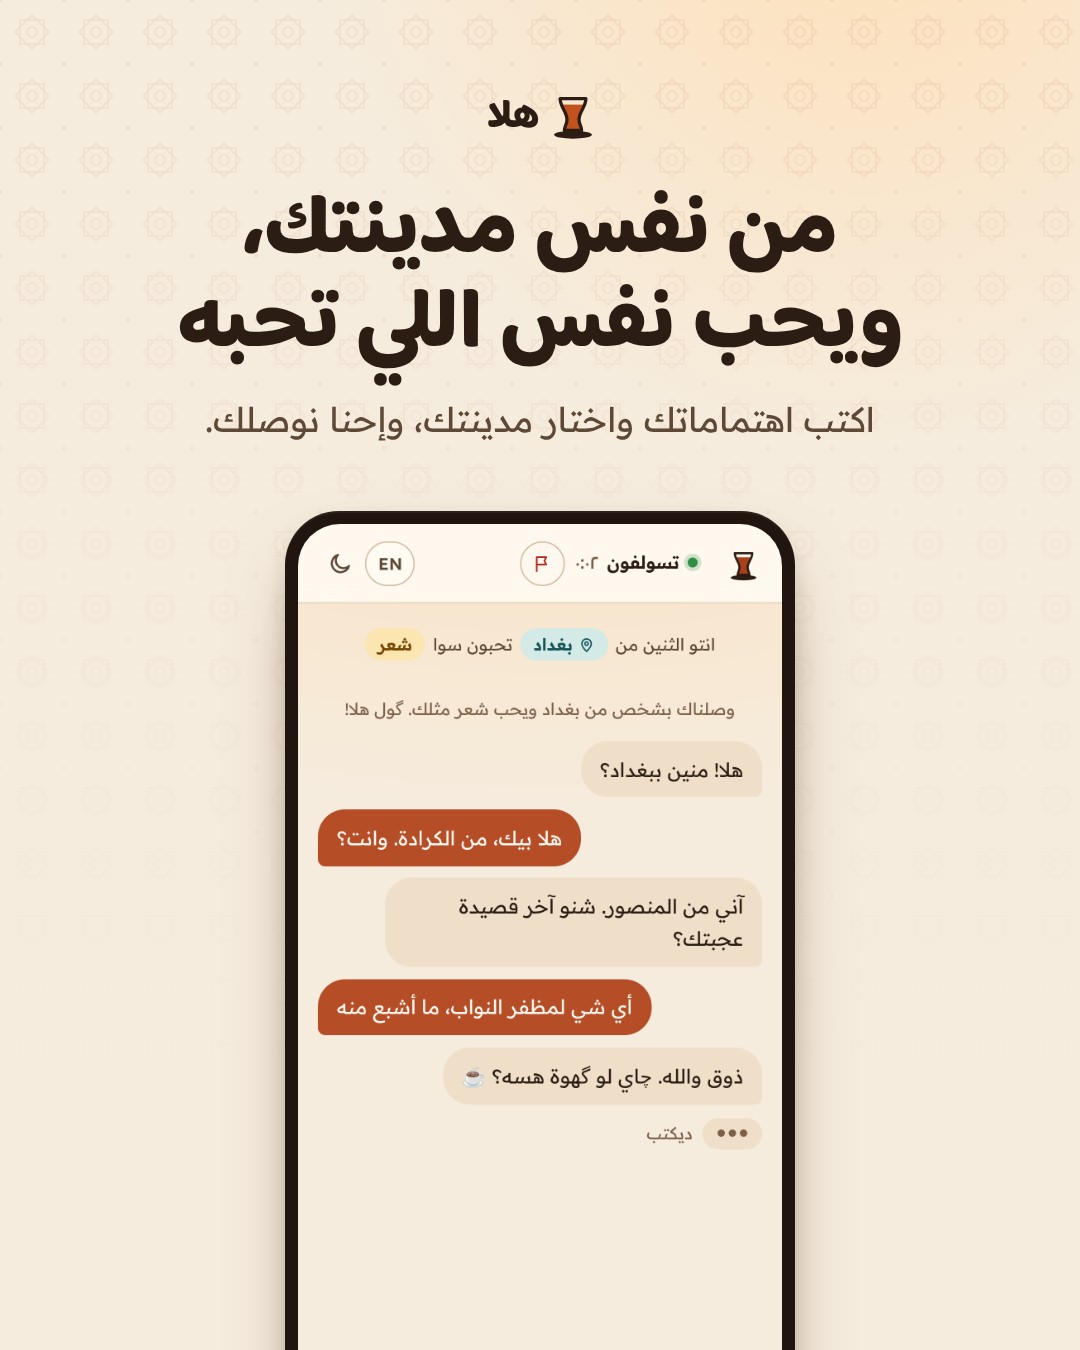 هلا
من نفس مدينتك،
ويحب نفس اللي تحبه
اكتب اهتماماتك واختار مدينتك، وإحنا نوصلك.
تسولفون ٠:٠٢ EN
انتو الثنين من بغداد تحبون سوا شعر
وصلناك بشخص من بغداد ويحب شعر مثلك. گول هلا!
هلا! منين ببغداد؟
هلا بيك، من الكرادة. وانت؟
آني من المنصور. شنو آخر قصيدة
عجبتك؟
أي شي لمظفر النواب، ما أشبع منه
ذوق والله. چاي لو گهوة هسه؟ ☕
ديكتب